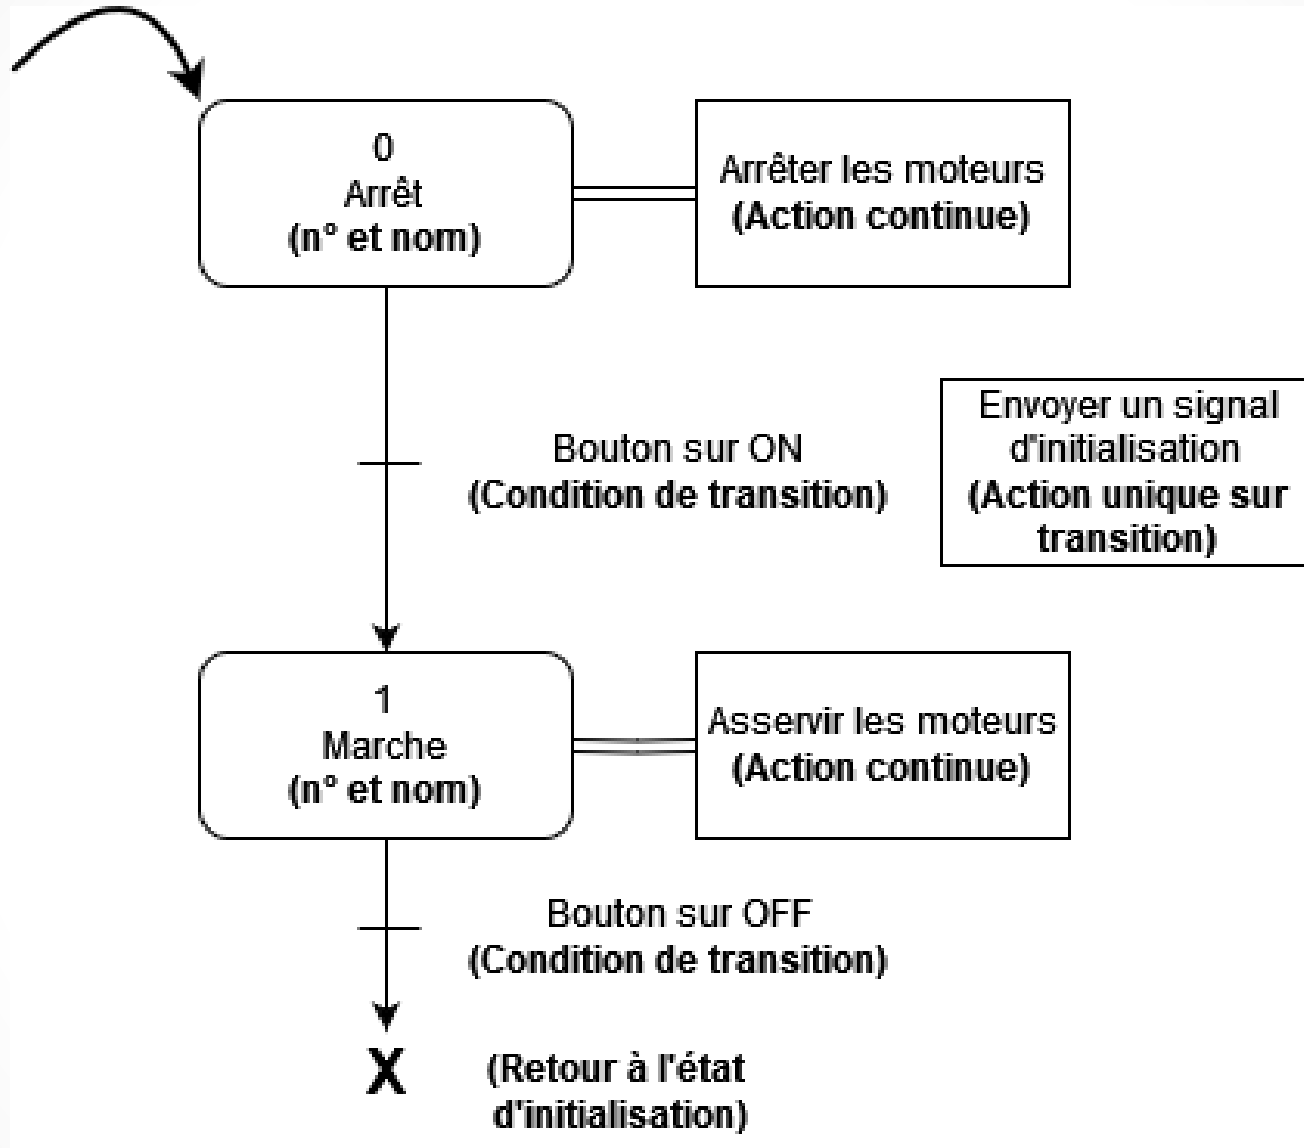 0
Arrêt
(n° et nom)
Arrêter les moteurs
(Action continue)
Bouton sur ON
(Condition de transition)
Envoyer un signal
d'initialisation
(Action unique sur
transition)
1
Marche
(n° et nom)
Asservir les moteurs
(Action continue)
Bouton sur OFF
(Condition de transition)
X
(Retour à l'état
d'initialisation)